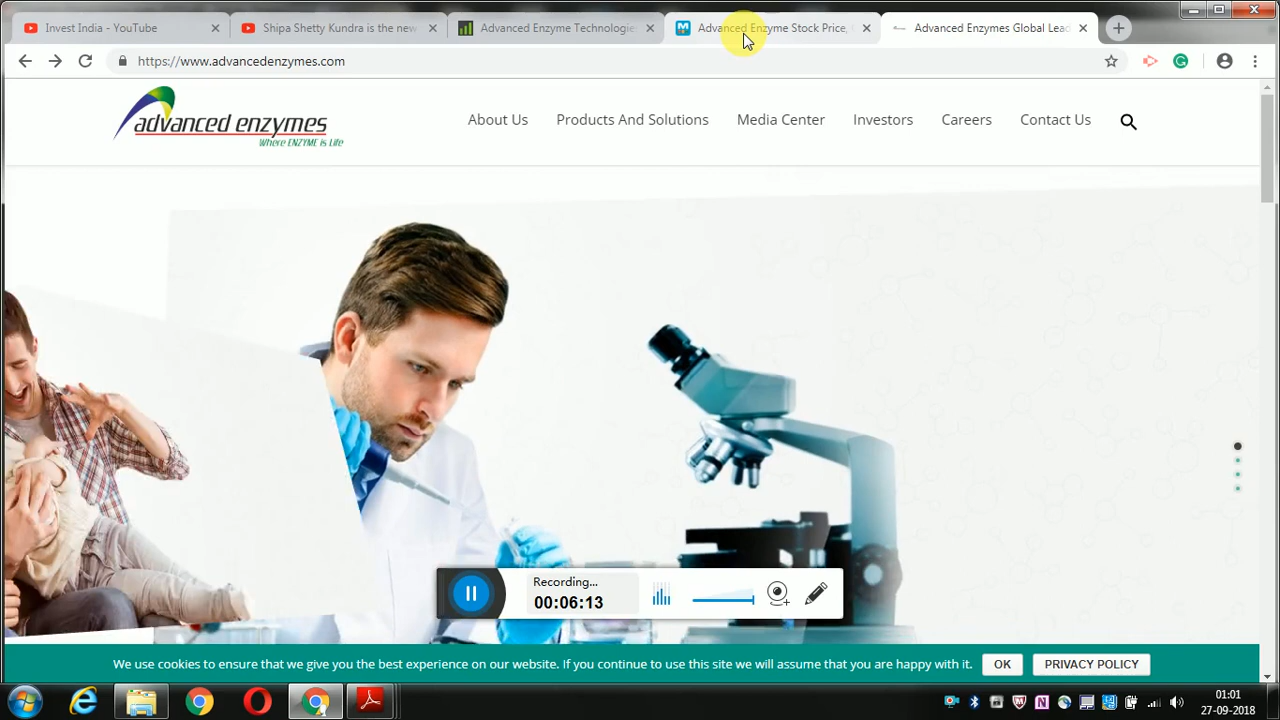 Invest India - YouTube
Shipa Shetty Kundra is the new
Advanced Enzyme Technologie
Advanced Enzyme Stock Price,
Advanced Enzymes Global Lead
https://www.advancedenzymes.com
advanced enzymes
Where ENZYME is Life
About Us
Products And Solutions
Media Center
Investors
Careers
Contact Us
Recording...
00:06:13
We use cookies to ensure that we give you the best experience on our website. If you continue to use this site we will assume that you are happy with it.
OK
PRIVACY POLICY
01:01
27-09-2018